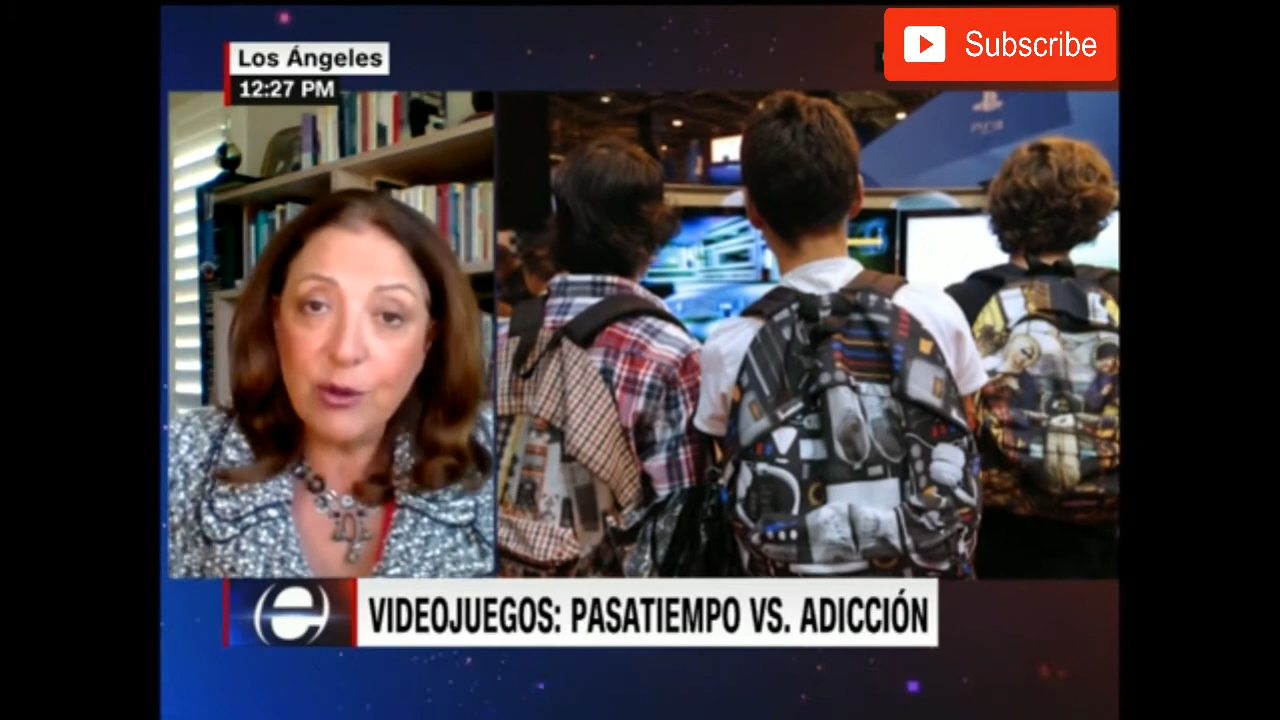 Los Ángeles
12:27 PM
Subscribe
e
VIDEOJUEGOS: PASATIEMPO VS. ADICCIÓN